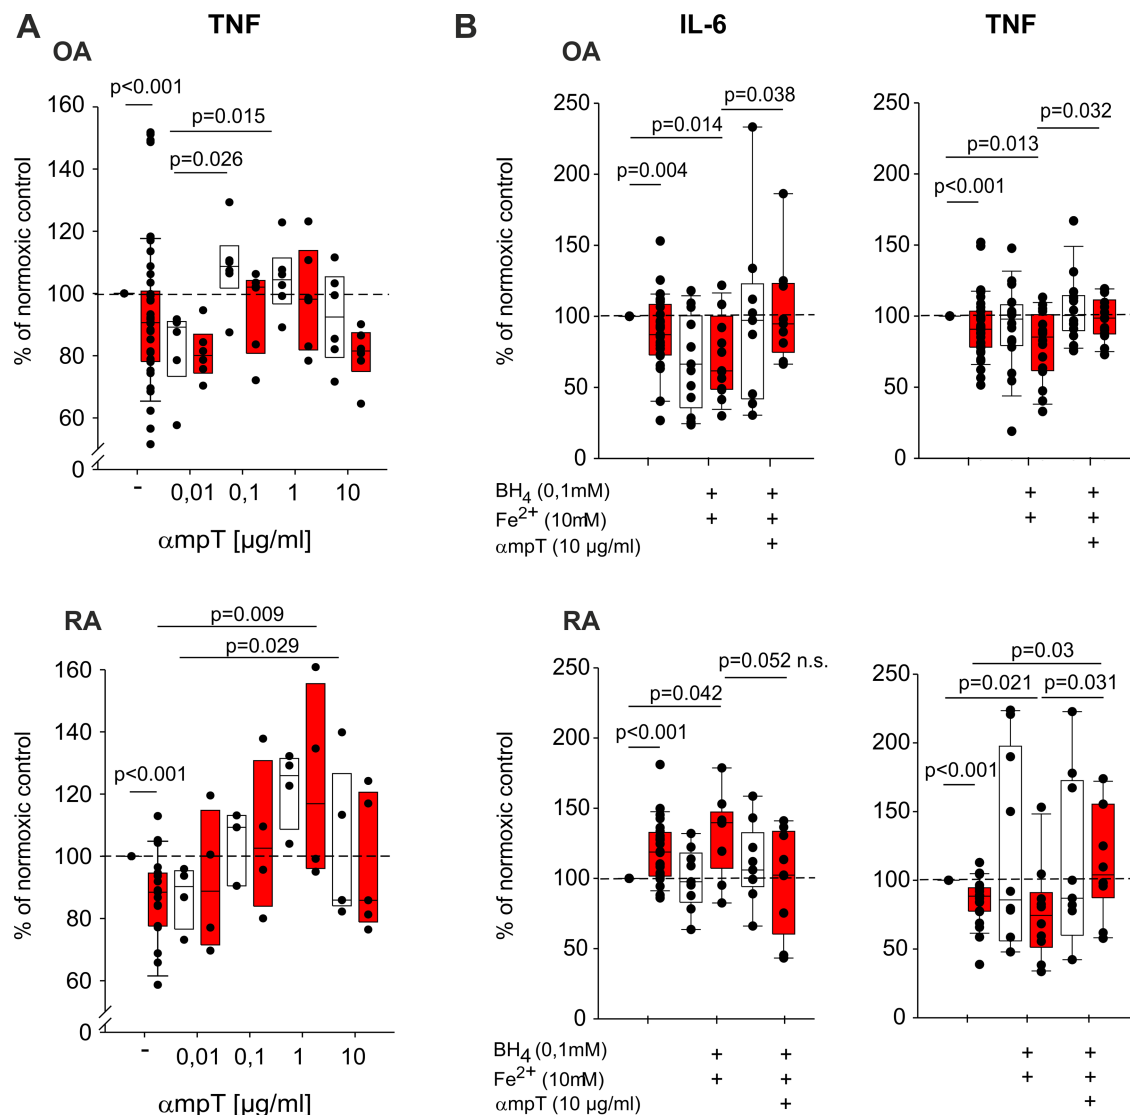 A TNF
OA
p<0.001
p=0.015
p=0.026
% of normoxic control
160
140
120
100
80
60
0
- 0,01 0,1 1 10
αmpT [µg/ml]
B IL-6 TNF
OA
p=0.038
p=0.014
p=0.004
% of normoxic control
250
200
150
100
50
0
p=0.032
p=0.013
p<0.001
% of normoxic control
250
200
150
100
50
0
BH4 (0,1mM) + + + +
Fe2+ (10mM) + + + +
αmpT (10 µg/ml) + +
RA
p=0.009
p=0.029
p<0.001
% of normoxic control
160
140
120
100
80
60
0
- 0,01 0,1 1 10
αmpT [µg/ml]
RA
p=0.052 n.s.
p=0.042
p<0.001
% of normoxic control
250
200
150
100
50
0
p=0.03
p=0.021 p=0.031
p<0.001
% of normoxic control
250
200
150
100
50
0
BH4 (0,1mM) + + + +
Fe2+ (10mM) + + + +
αmpT (10 µg/ml) + +